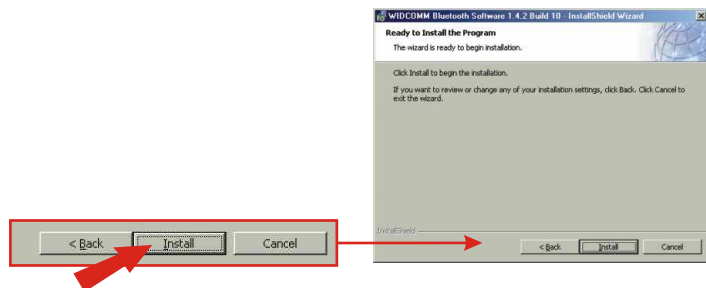 WIDCOMM Bluetooth Software 1.4.2 Build 10 - InstallShield Wizard
Ready to Install the Program
The wizard is ready to begin installation.
Click Install to begin the installation.
If you want to review or change any of your installation settings, click Back. Click Cancel to
exit the wizard.
InstallShield
< Back Install Cancel
< Back Install Cancel